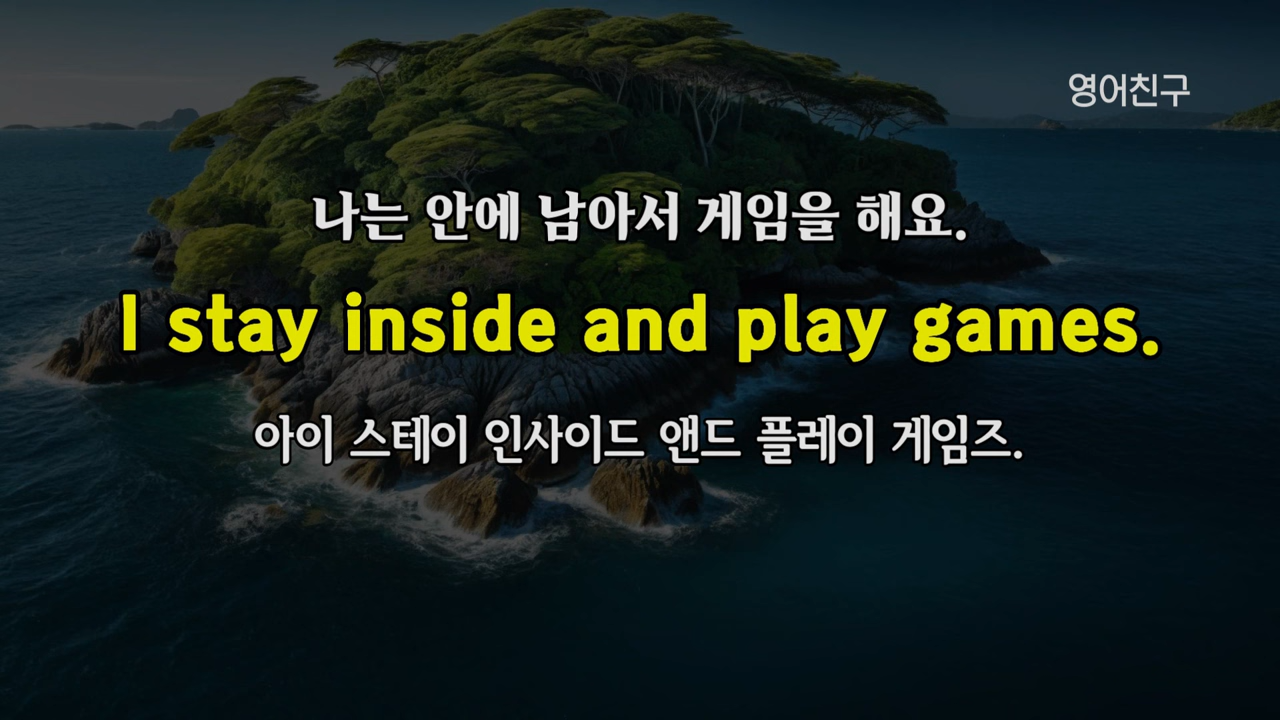 영어친구
나는 안에 남아서 게임을 해요.
I stay inside and play games.
아이 스테이 인사이드 앤드 플레이 게임즈.